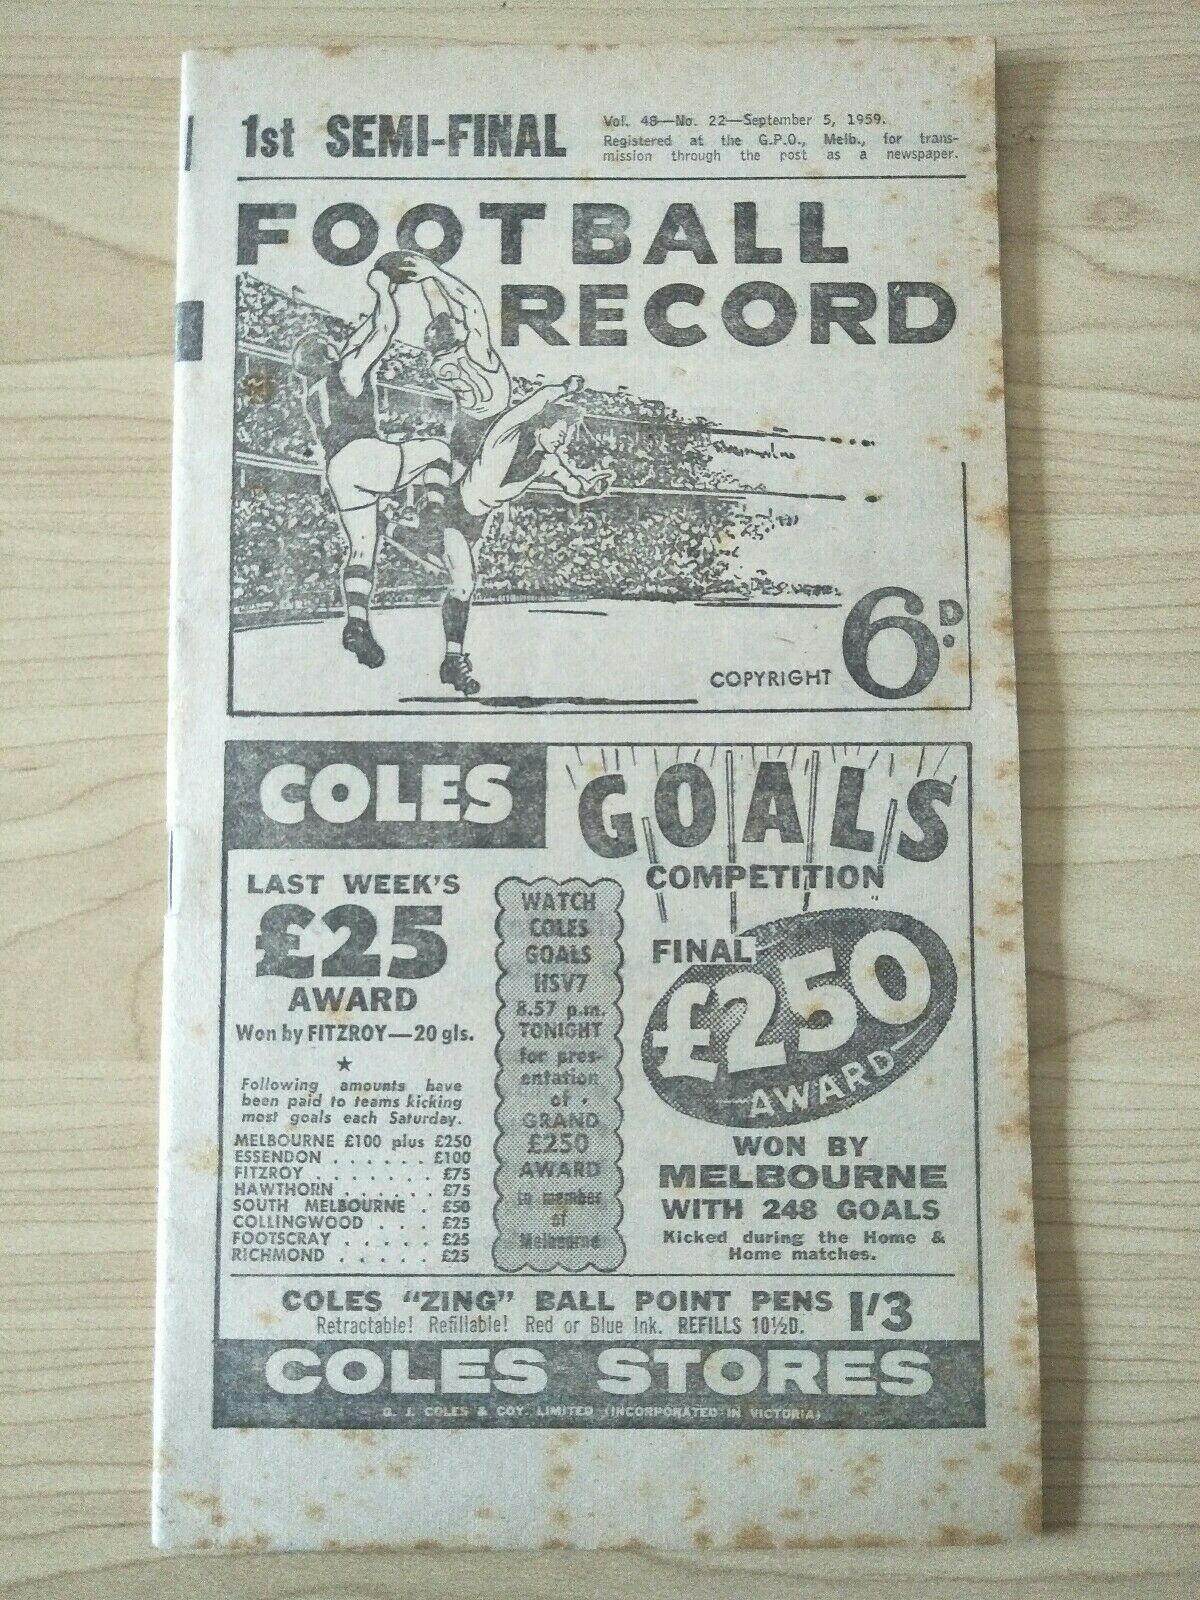 1st SEMI-FINAL
Vol. 48—No. 22—September 5, 1959.
Registered at the G.P.O., Melb., for trans-
mission through the post as a newspaper.
FOOTBALL
RECORD
COPYRIGHT 6D.
COLES
GOALS
COMPETITION
LAST WEEK'S
£25
AWARD
Won by FITZROY—20 gls.
★
Following amounts have
been paid to teams kicking
most goals each Saturday.
MELBOURNE £100 plus £250
ESSENDON . . . . . . £100
FITZROY . . . . . . . £75
HAWTHORN . . . . . . £75
SOUTH MELBOURNE . £50
COLLINGWOOD . . . £25
FOOTSCRAY . . . . . £25
RICHMOND . . . . . £25
WATCH
COLES
GOALS
HSV7
8.57 p.m.
TONIGHT
for pres-
entation
of
GRAND
£250
AWARD
to member
of
Melbourne
FINAL
£250
AWARD
WON BY
MELBOURNE
WITH 248 GOALS
Kicked during the Home &
Home matches.
COLES "ZING" BALL POINT PENS 1'3
Retractable! Refillable! Red or Blue Ink. REFILLS 10½D.
COLES STORES
G. J. COLES & COY. LIMITED (INCORPORATED IN VICTORIA)